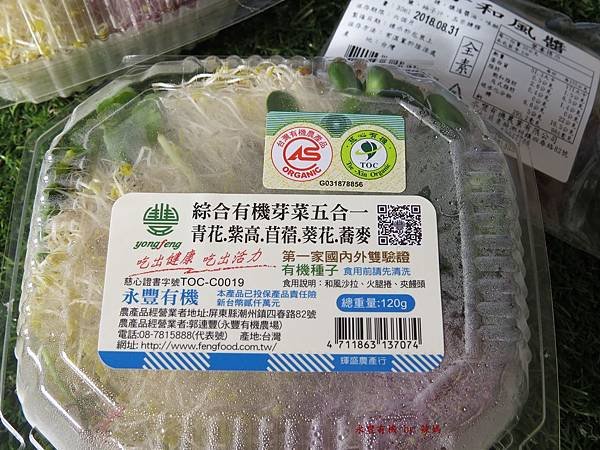 和風醬
2018.08.31
全素
台灣有機農產品
CAS
ORGANIC
慈心有機
TOC
Tse-Xin Organic
G031878856
yongfeng
吃出健康 吃出活力
綜合有機芽菜五合一
青花.紫高.苜蓿.葵花.蕎麥
第一家國內外雙驗證
有機種子 食用前請先清洗
食用說明：和風沙拉、火腿捲、夾饅頭
慈心證書字號TOC-C0019
永豐有機 本產品已投保產品責任險
新台幣貳仟萬元
農產品經營業者地址:屏東縣潮州鎮四春路82號
農產品經營業者:郭連豐(永豐有機農場)
電話:08-7815888(代表號) 產地:台灣
網址: http://www.fengfood.com.tw/
總重量:120g
4 711863 137074
輝盛農產行